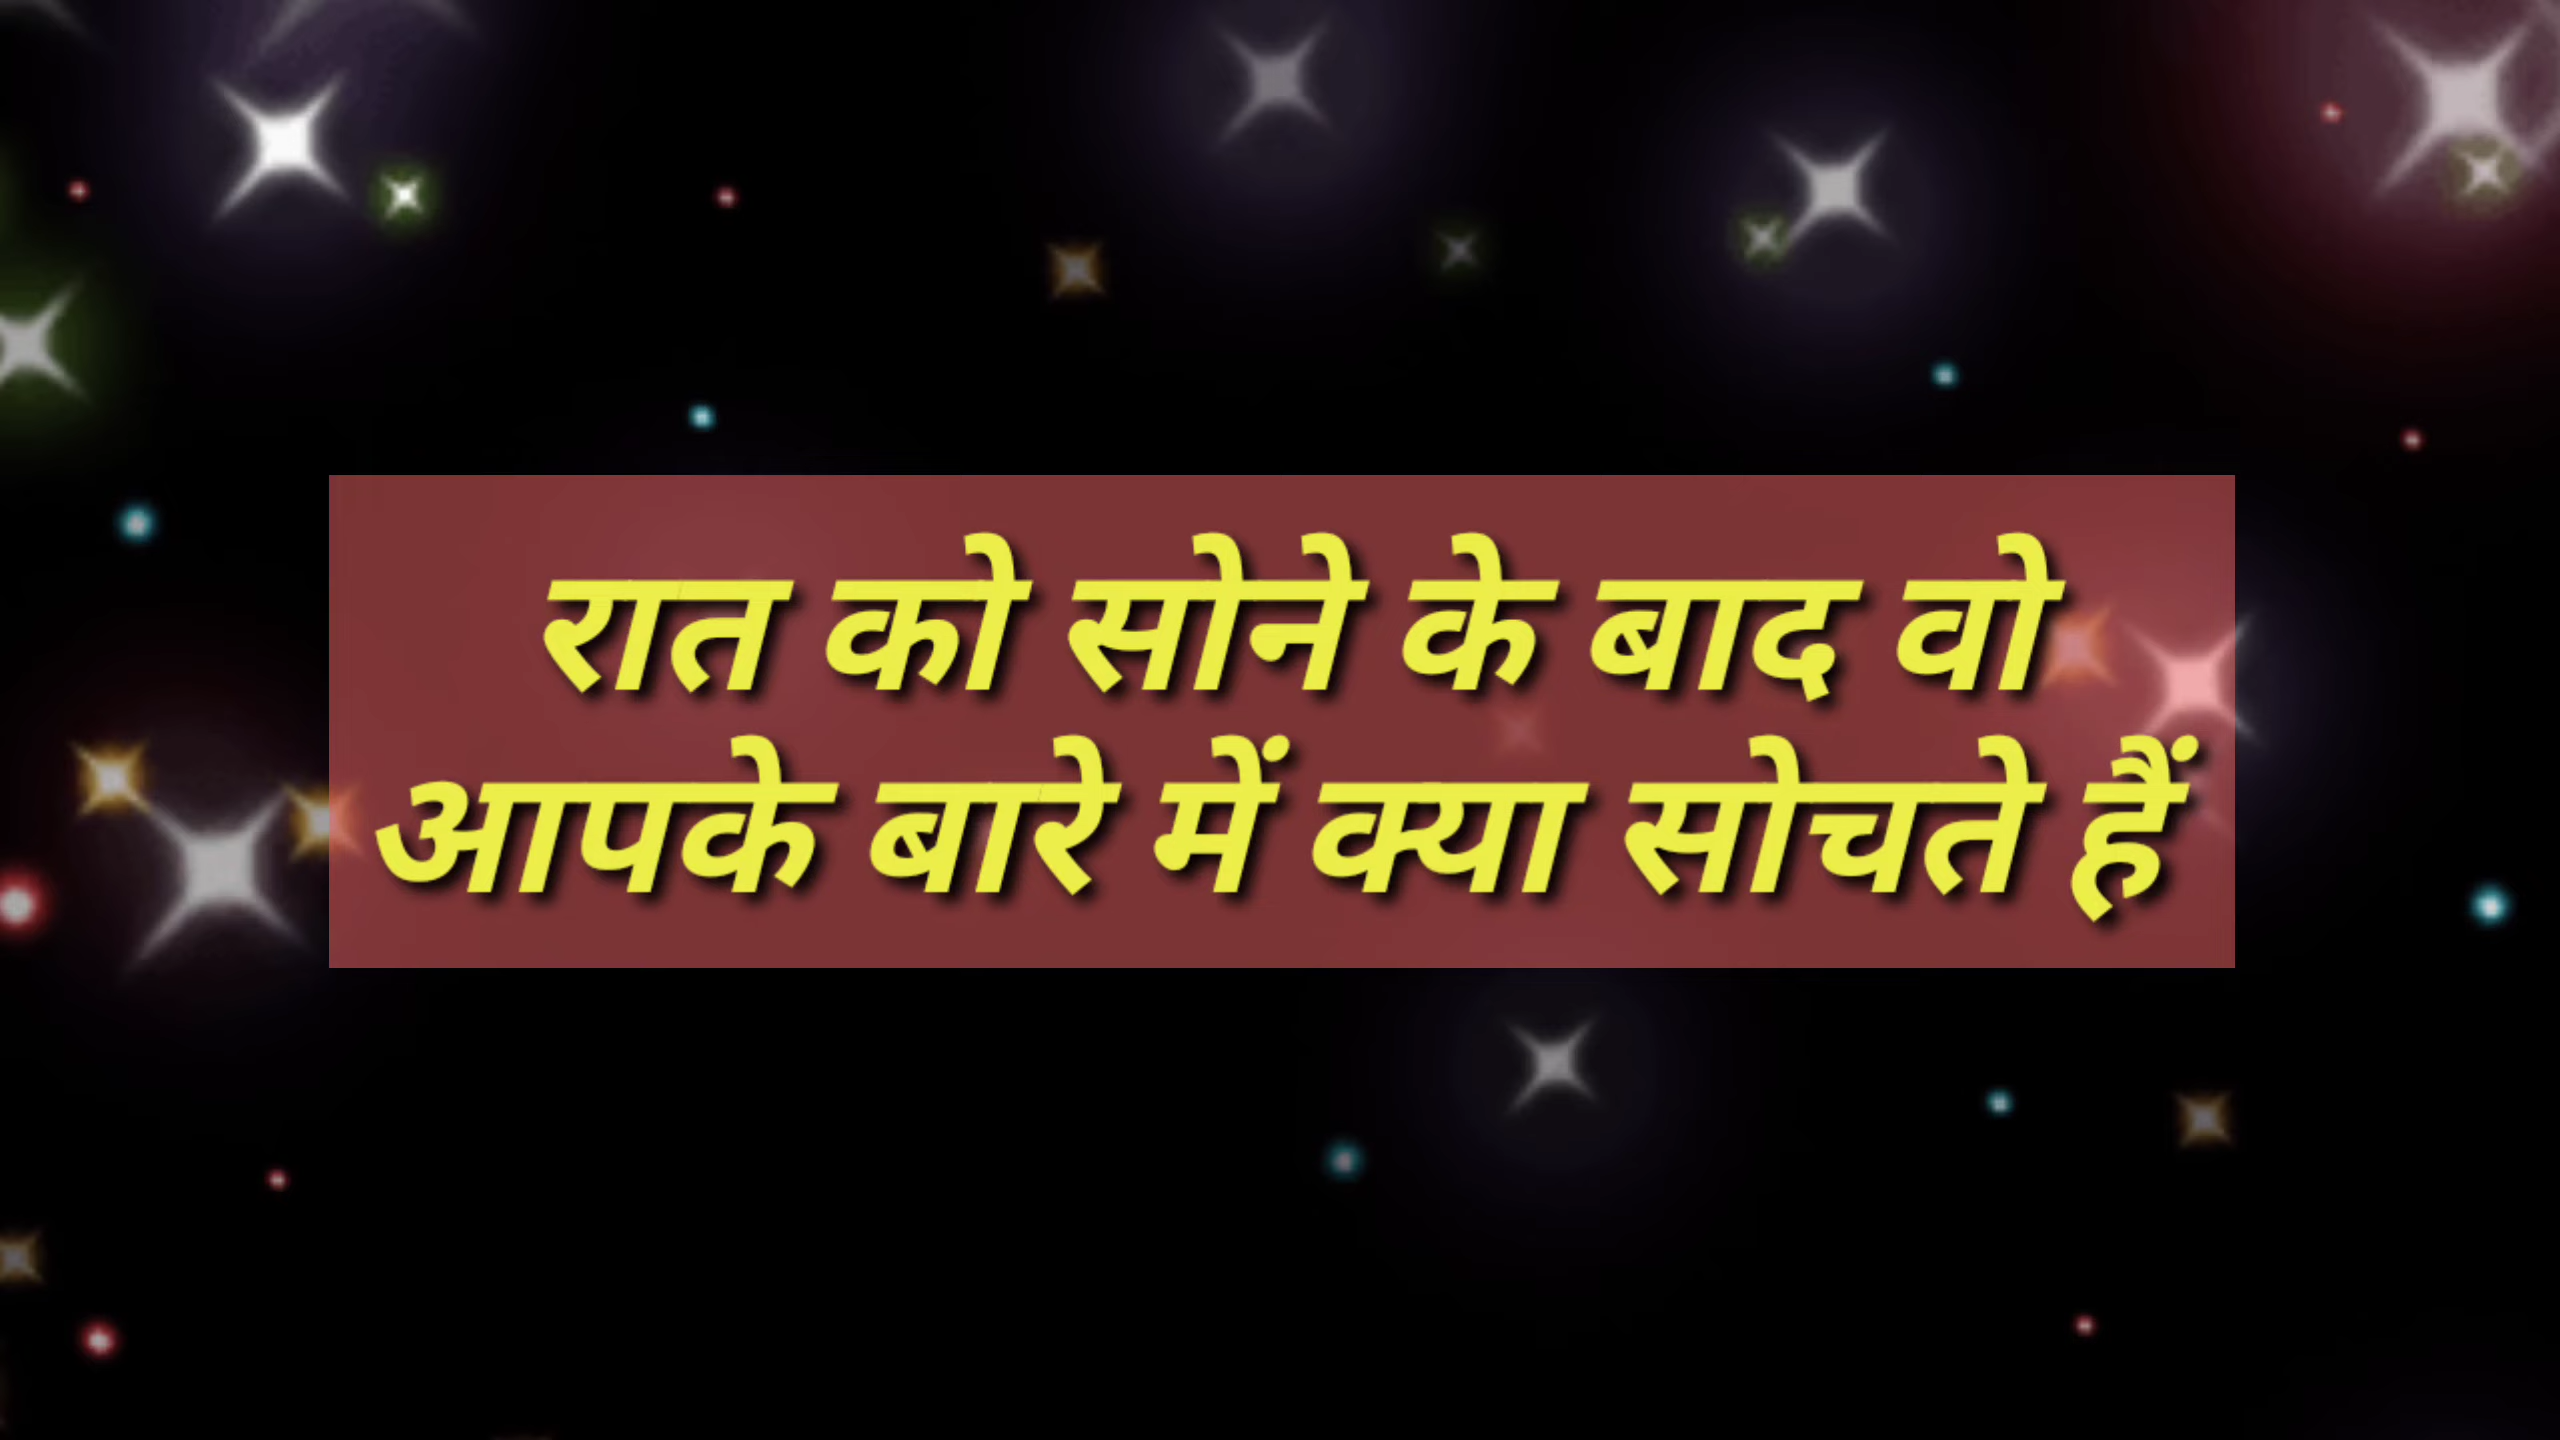 रात को सोने के बाद वो
आपके बारे में क्या सोचते हैं